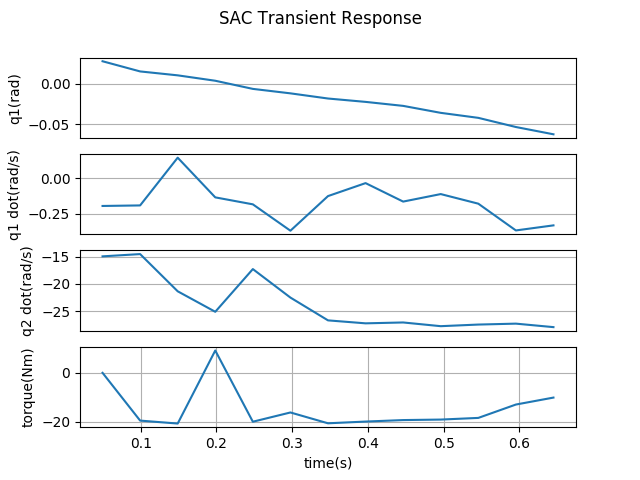 SAC Transient Response
q1(rad)
0.00
−0.05
q1 dot(rad/s)
0.00
−0.25
q2 dot(rad/s)
−15
−20
−25
torque(Nm)
0
−20
0.1 0.2 0.3 0.4 0.5 0.6
time(s)